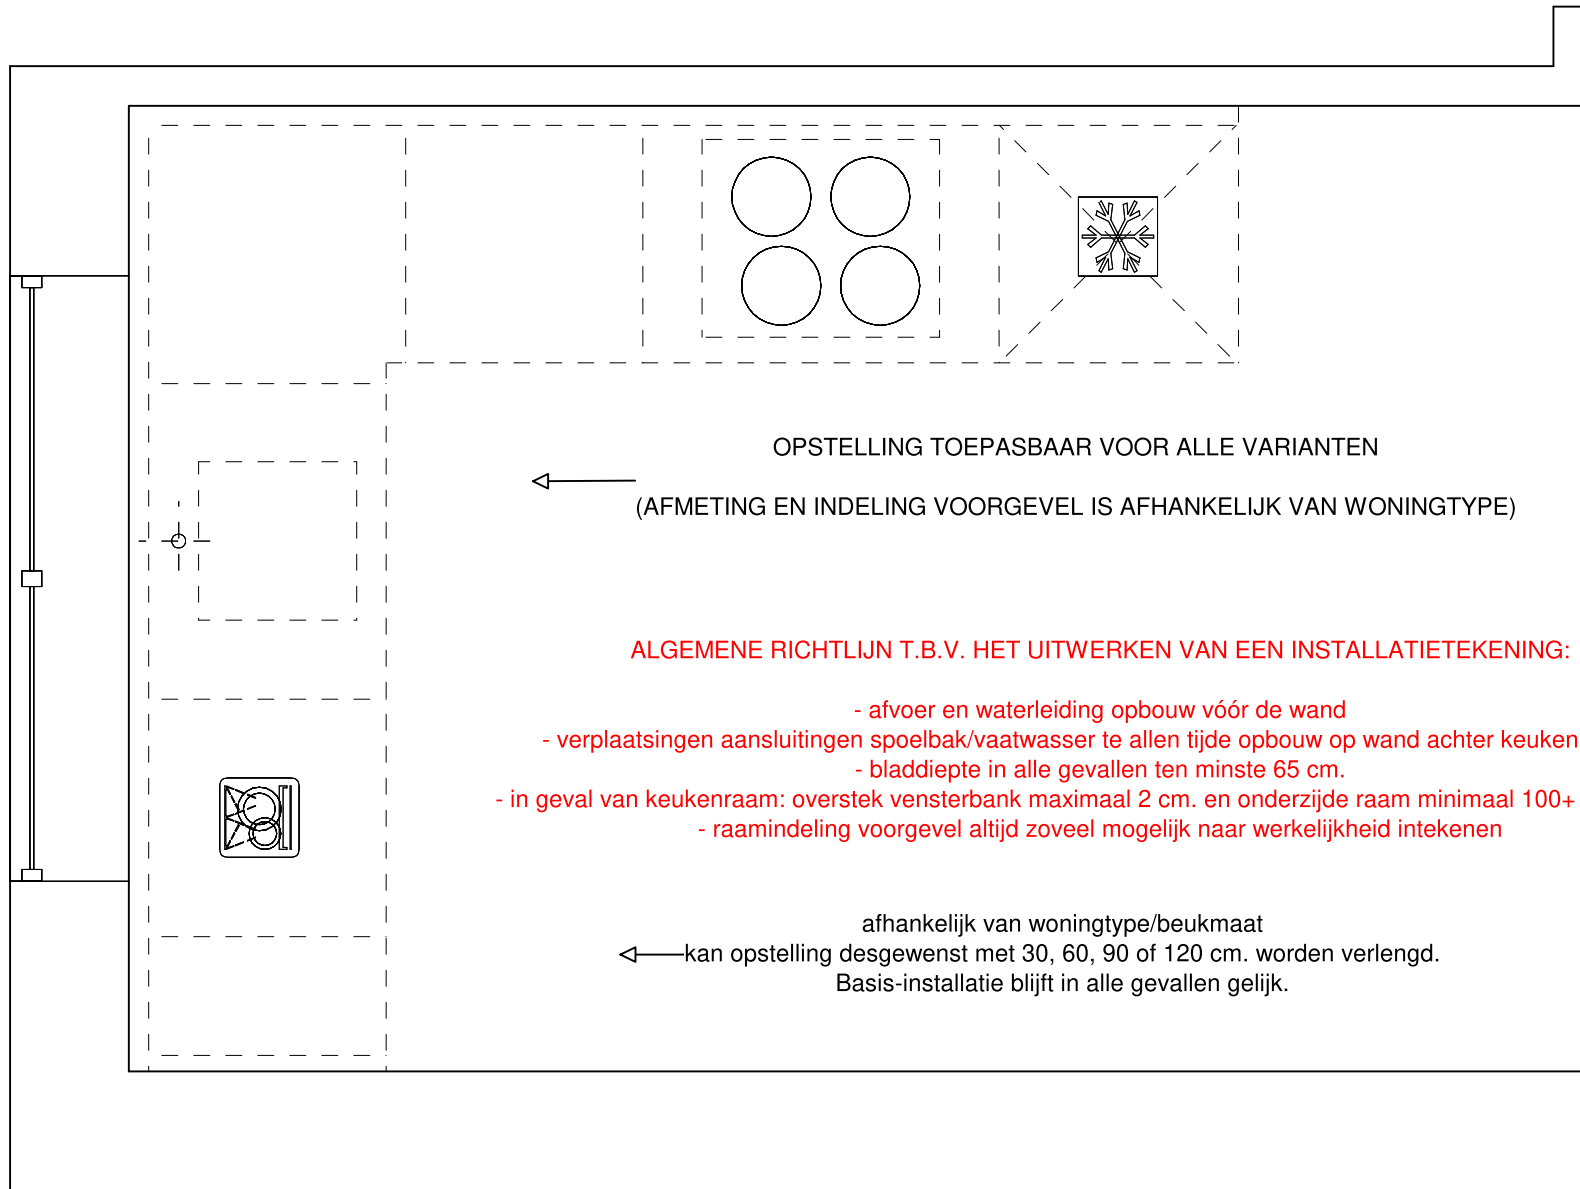 OPSTELLING TOEPASBAAR VOOR ALLE VARIANTEN
(AFMETING EN INDELING VOORGEVEL IS AFHANKELIJK VAN WONINGTYPE)
ALGEMENE RICHTLIJN T.B.V. HET UITWERKEN VAN EEN INSTALLATIETEKENING:
- afvoer en waterleiding opbouw vóór de wand
- verplaatsingen aansluitingen spoelbak/vaatwasser te allen tijde opbouw op wand achter keuken
- bladdiepte in alle gevallen ten minste 65 cm.
- in geval van keukenraam: overstek vensterbank maximaal 2 cm. en onderzijde raam minimaal 100+
- raamindeling voorgevel altijd zoveel mogelijk naar werkelijkheid intekenen
afhankelijk van woningtype/beukmaat
kan opstelling desgewenst met 30, 60, 90 of 120 cm. worden verlengd.
Basis-installatie blijft in alle gevallen gelijk.